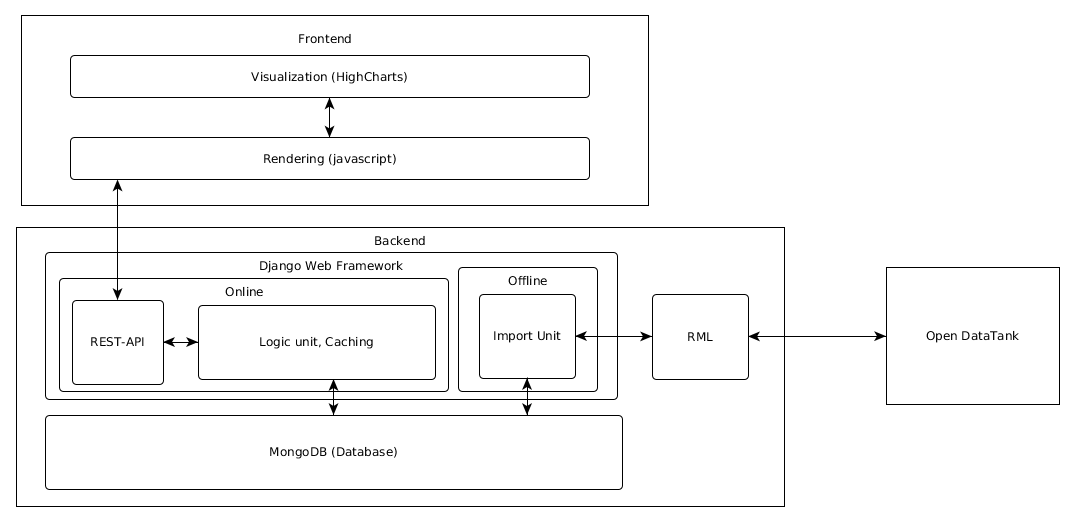 Frontend
Visualization (HighCharts)
Rendering (javascript)
Backend
Django Web Framework
Online
Offline
REST-API
Logic unit, Caching
Import Unit
RML
Open DataTank
MongoDB (Database)